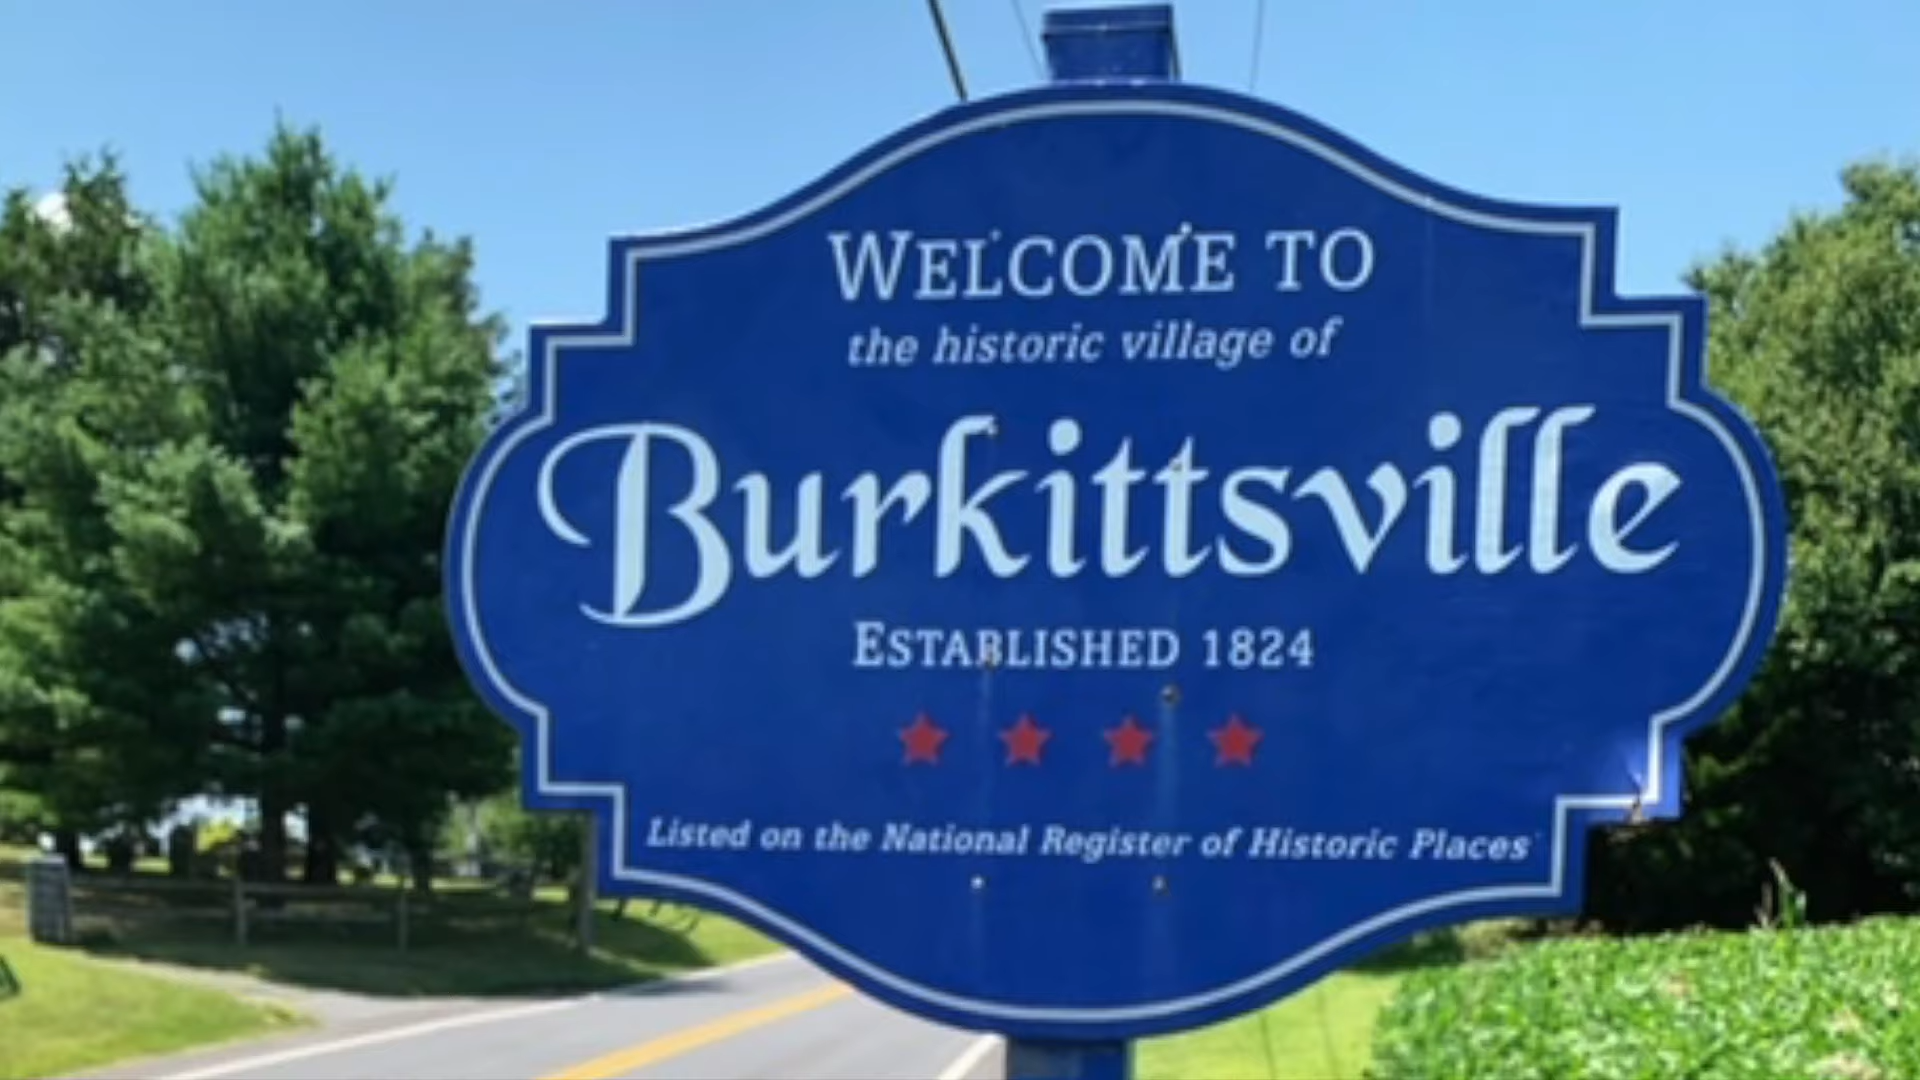 WELCOME TO
the historic village of
Burkittsville
ESTABLISHED 1824
Listed on the National Register of Historic Places